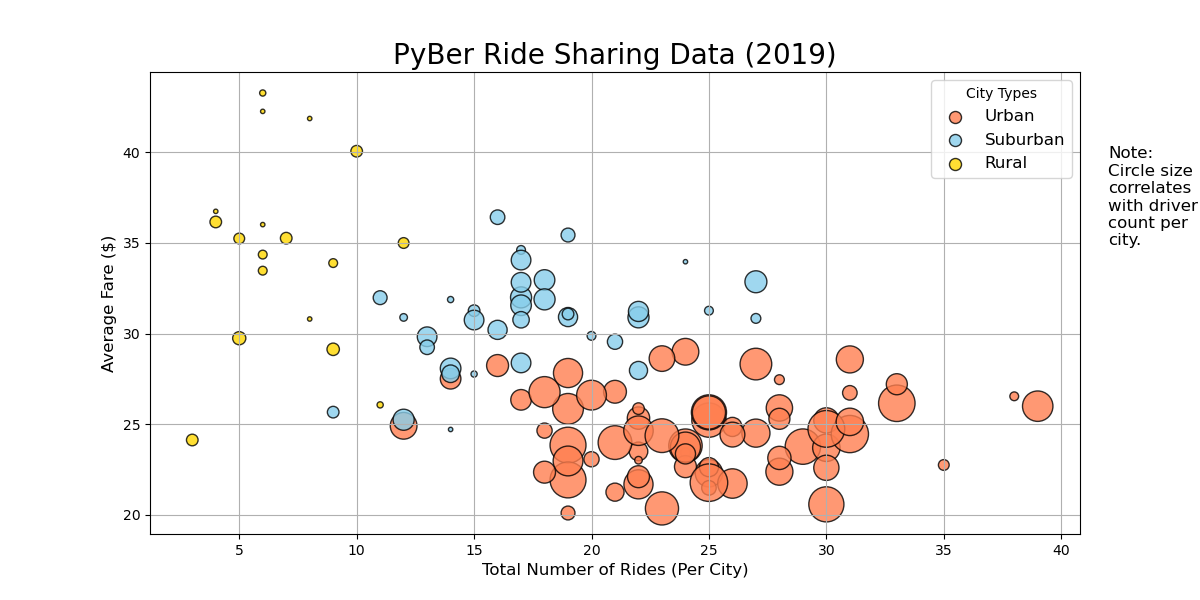 PyBer Ride Sharing Data (2019)
City Types
Urban
Suburban
Rural
Note:
Circle size
correlates
with driver
count per
city.
Average Fare ($)
40
35
30
25
20
5 10 15 20 25 30 35 40
Total Number of Rides (Per City)